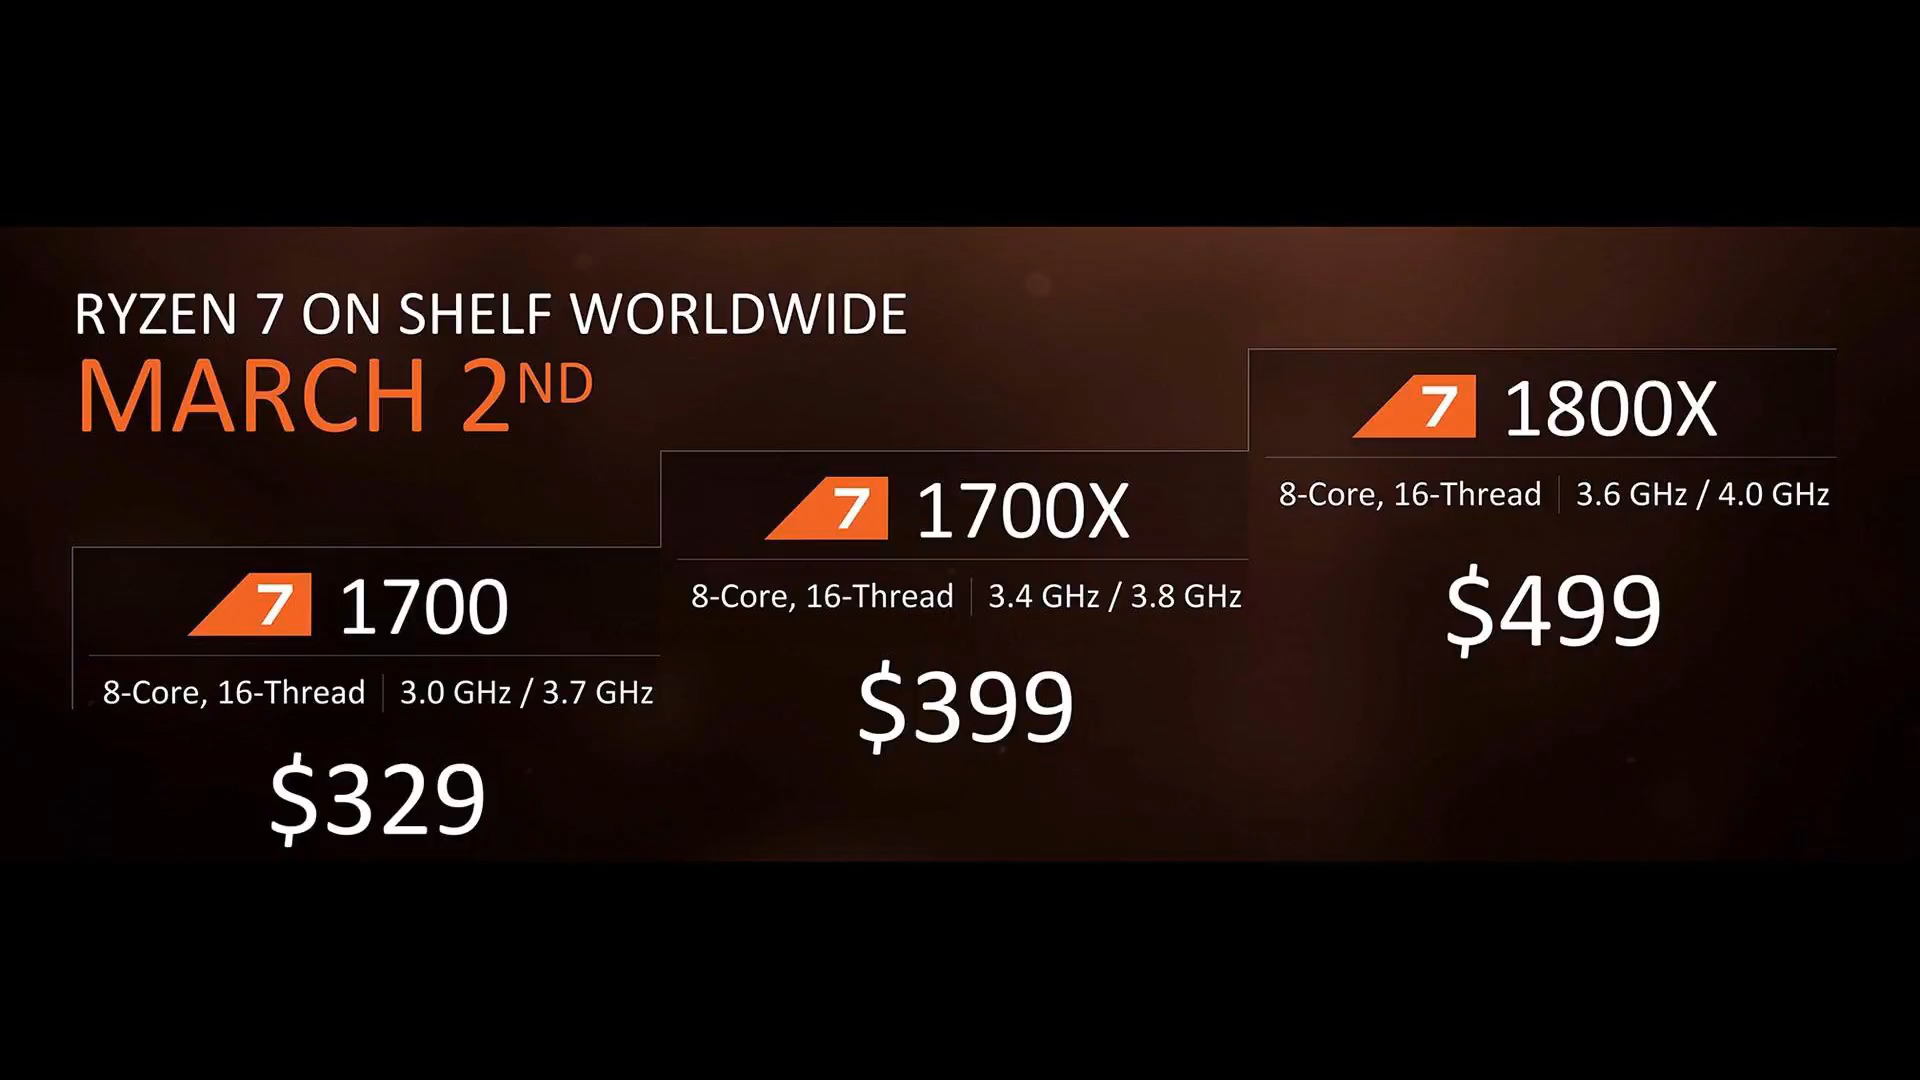 RYZEN 7 ON SHELF WORLDWIDE
MARCH 2ND
7 1700
8-Core, 16-Thread | 3.0 GHz / 3.7 GHz
$329
7 1700X
8-Core, 16-Thread | 3.4 GHz / 3.8 GHz
$399
7 1800X
8-Core, 16-Thread | 3.6 GHz / 4.0 GHz
$499